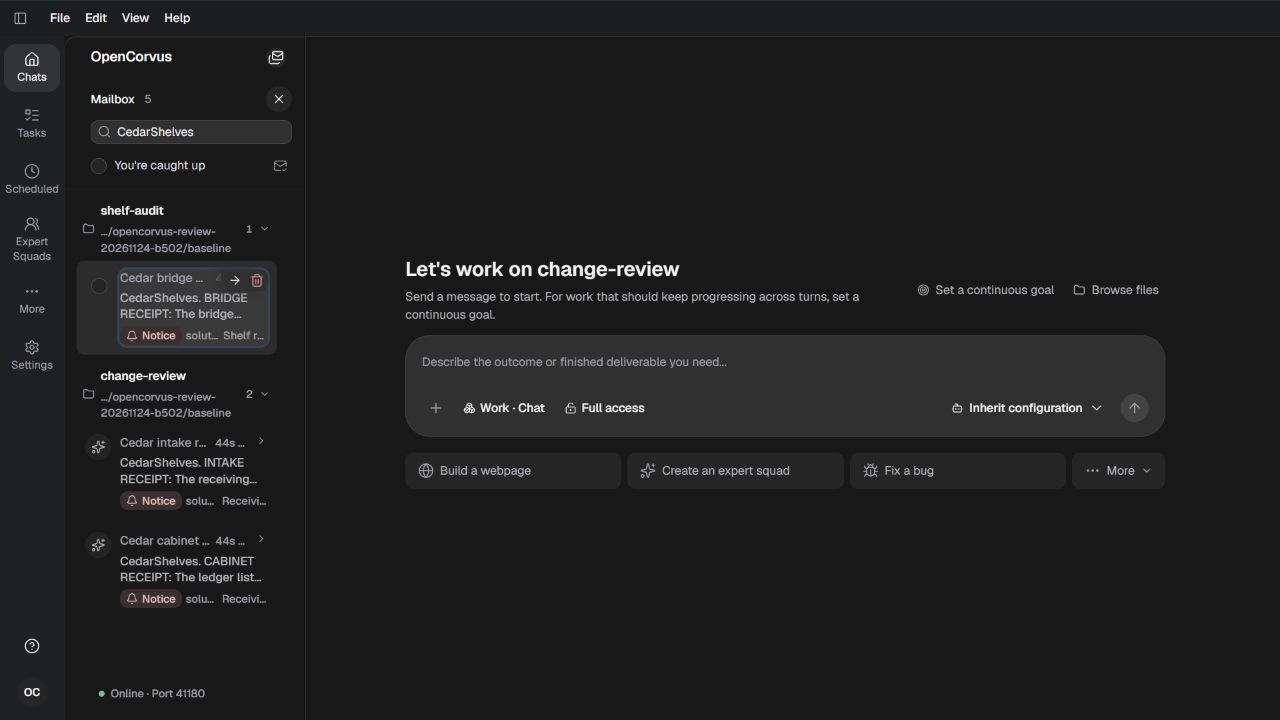 File Edit View Help
Chats
Tasks
Scheduled
Expert
Squads
More
Settings
OC
OpenCorvus
Mailbox 5
CedarShelves
You're caught up
shelf-audit
.../opencorvus-review-
20261124-b502/baseline
1
Cedar bridge ...
CedarShelves. BRIDGE
RECEIPT: The bridge...
Notice solut... Shelf r...
change-review
.../opencorvus-review-
20261124-b502/baseline
2
Cedar intake r... 44s ...
CedarShelves. INTAKE
RECEIPT: The receiving...
Notice solu... Receivi...
Cedar cabinet ... 44s ...
CedarShelves. CABINET
RECEIPT: The ledger list...
Notice solu... Receivi...
Online · Port 41180
Let's work on change-review
Send a message to start. For work that should keep progressing across turns, set a
continuous goal.
Set a continuous goal Browse files
Describe the outcome or finished deliverable you need...
Work · Chat Full access Inherit configuration
Build a webpage Create an expert squad Fix a bug More